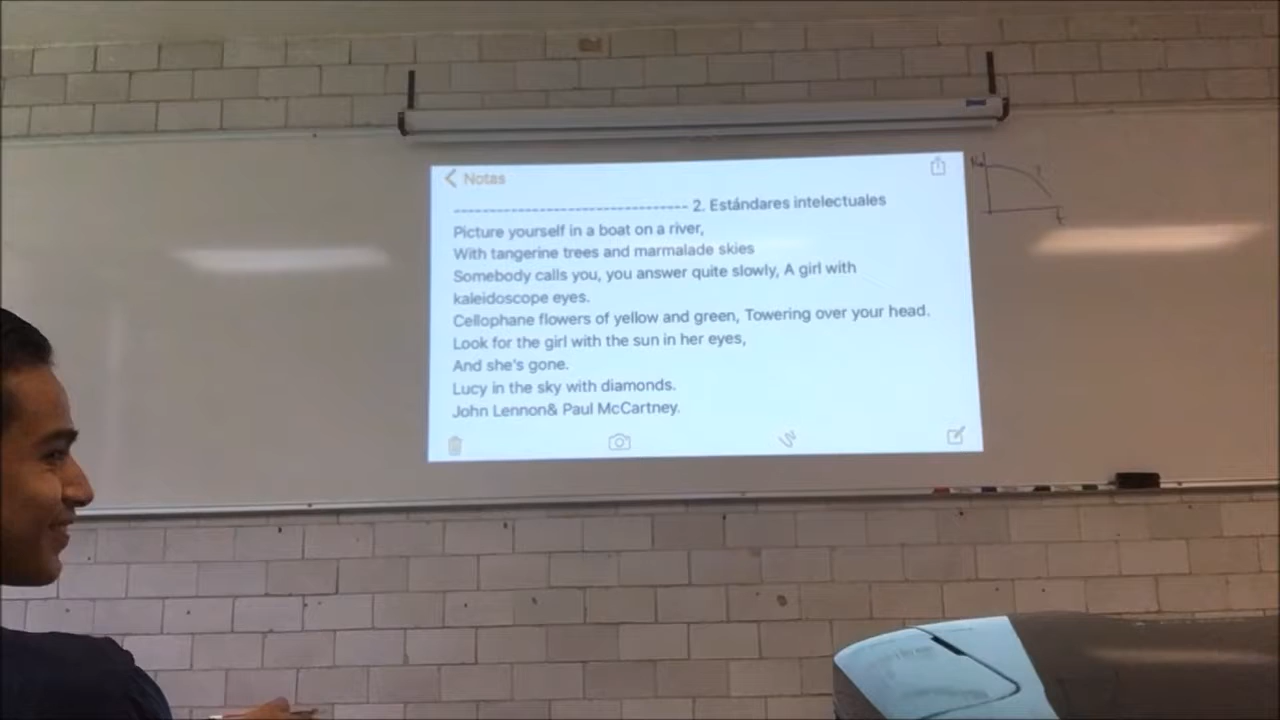 Notas
--------------------------------- 2. Estándares intelectuales
Picture yourself in a boat on a river,
With tangerine trees and marmalade skies
Somebody calls you, you answer quite slowly, A girl with
kaleidoscope eyes.
Cellophane flowers of yellow and green, Towering over your head.
Look for the girl with the sun in her eyes,
And she's gone.
Lucy in the sky with diamonds.
John Lennon& Paul McCartney.